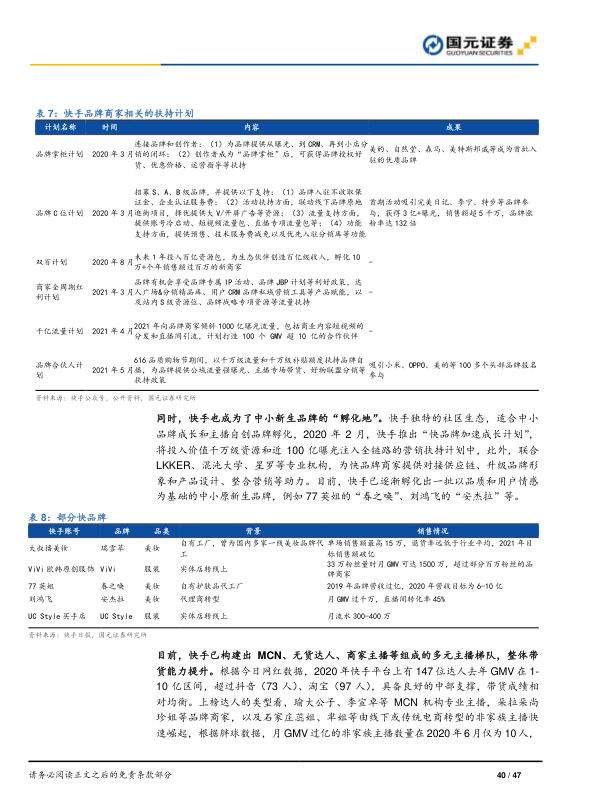 国元证券
GUOYUAN SECURITIES
表 7：快手品牌商家相关的扶持计划
计划名称 时间 内容 成果
品牌掌柜计划 2020 年 3 月 连接品牌和创作者：（1）为品牌提供从曝光、到 CRM、再到小店分
销的闭环；（2）创作者成为“品牌掌柜”后，可获得品牌授权好
货、优惠价格、运营指导等扶持
美的、自然堂、森马、美特斯邦威等成为首批入
驻的优质品牌
品牌 C 位计划 2020 年 3 月 招募 S、A、B 级品牌，并提供以下支持：（1）品牌入驻不收取保
证金、企业认证服务费；（2）活动扶持方面，联动线下品牌原地
逛街项目，择优提供大 V/开屏广告等资源；（3）流量支持方面，
提供账号冷启动、短视频流量包、直播专项流量包等；（4）功能
支持方面，提供预售、技术服务费减免以及优先入驻分销库等功能
首期活动吸引完美日记、李宁、特步等品牌参
与，获得 3 亿+曝光，销售额超 5 千万，品牌涨
粉率达 132 倍
双百计划 2020 年 8 月 未来 1 年投入百亿资源包，为生态伙伴创造百亿级收入，孵化 10
万+个年销售额过百万的新商家
–
商家全周期红
利计划
2021 年 3 月 品牌有机会享受品牌专属 IP 活动、品牌 JBP 计划等利好政策，达
人广场&分销精品库、用户 CRM 品牌私域营销工具等产品赋能，以
及站内 S 级资源位、品牌战略专项资源等流量扶持
–
千亿流量计划 2021 年 4 月 2021 年向品牌商家倾斜 1000 亿曝光流量，包括商业内容短视频的
分发和直播间引流，计划打造 100 个 GMV 超 10 亿的合作伙伴
–
品牌合伙人计
划
2021 年 5 月 616 品质购物节期间，以千万级流量和千万级补贴额度扶持品牌自
播，为品牌提供公域流量强曝光、主播专场带货、好物联盟分销等
扶持政策
吸引小米、OPPO、美的等 100 多个头部品牌报名
参与
资料来源：快手公众号，公开资料，国元证券研究所
同时，快手也成为了中小新生品牌的“孵化地”。快手独特的社区生态，适合中小
品牌成长和主播自创品牌孵化，2020 年 2 月，快手推出“快品牌加速成长计划”，
将投入价值千万级资源和近 100 亿曝光注入全链路的营销扶持计划中，此外，联合
LKKER、混沌大学、星罗等专业机构，为快品牌商家提供对接供应链、升级品牌形
象和产品设计、整合营销等助力。目前，快手已逐渐孵化出一批以品质和用户情感
为基础的中小原新生品牌，例如 77 英姐的“春之唤”、刘鸿飞的“安杰拉”等。
表 8：部分快品牌
快手账号 品牌 品类 背景 销售情况
大叔播美妆 瑞雪萃 美妆 自有工厂，曾为国内多家一线美妆品牌代
工
单场销售额最高 15 万，退货率远低于行业平均，2021 年目
标销售额破亿
ViVi 欧韩原创服饰 ViVi 服装 实体店转线上 33 万粉丝量时月 GMV 可达 1500 万，超过部分百万粉丝的品
牌商家
77 英姐 春之唤 美妆 自有护肤品代工厂 2019 年品牌营收过亿，2020 年营收目标为 6-10 亿
刘鸿飞 安杰拉 美妆 代理商转型 月 GMV 过千万，直播间转化率 45%
UC Style 买手店 UC Style 服装 实体店转线上 月流水 300-400 万
资料来源：快手日报，国元证券研究所
目前，快手已构建出 MCN、无货达人、商家主播等组成的多元主播梯队，整体带
货能力提升。根据今日网红数据，2020 年快手平台上有 147 位达人去年 GMV 在 1-
10 亿区间，超过抖音（73 人）、淘宝（97 人），具备良好的中部支撑，带货成绩相
对均衡。上榜达人的类型看，瑜大公子、李宣卓等 MCN 机构专业主播，朵拉朵尚
珍姐等品牌商家，以及石家庄蕊姐、芈姐等由线下或传统电商转型的非家族主播快
速崛起，根据牌球数据，月 GMV 过亿的非家族主播数量在 2020 年 6 月仅为 10 人，
请务必阅读正文之后的免责条款部分
40 / 47